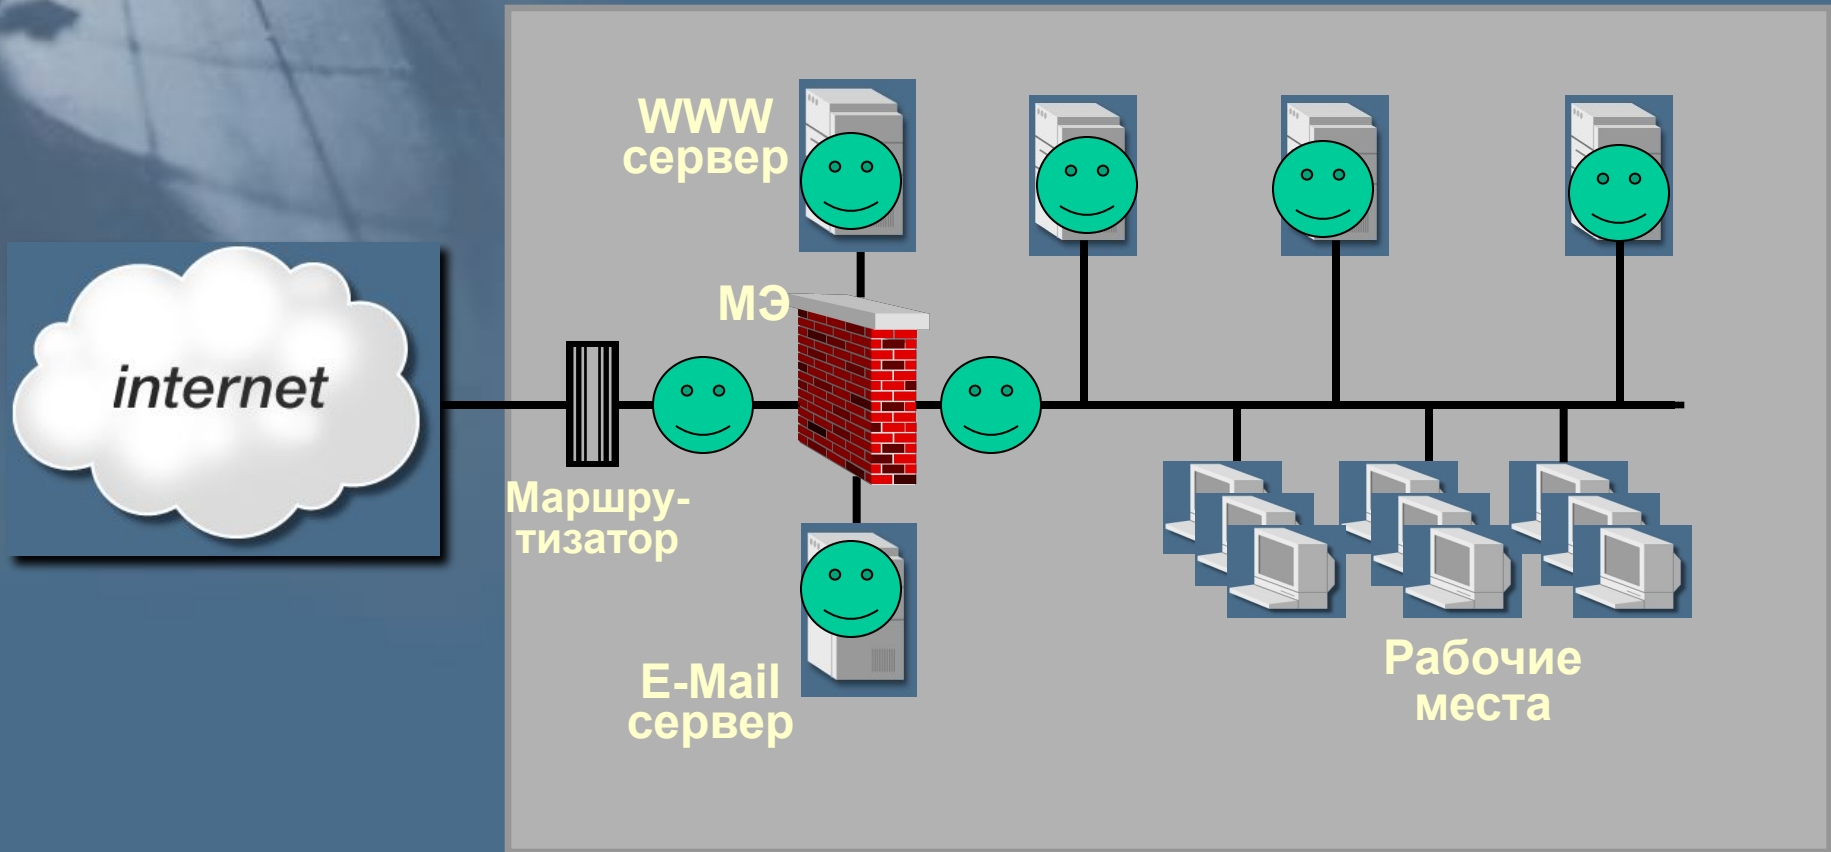 WWW
сервер
МЭ
internet
Маршру-
тизатор
E-Mail
сервер
Рабочие
места